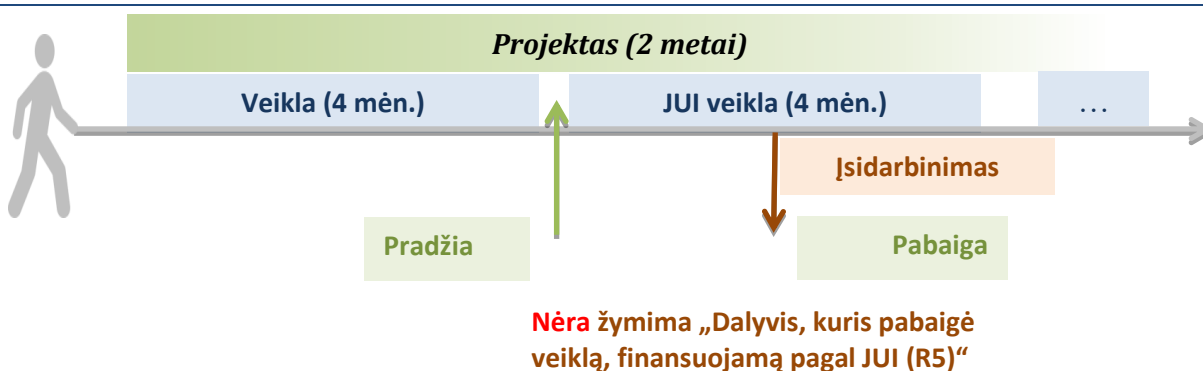 Projektas (2 metai)
Veikla (4 mėn.)
JUI veikla (4 mėn.)
...
Įsidarbinimas
Pradžia
Pabaiga
Nėra žymima „Dalyvis, kuris pabaigė
veiklą, finansuojamą pagal JUI (R5)“